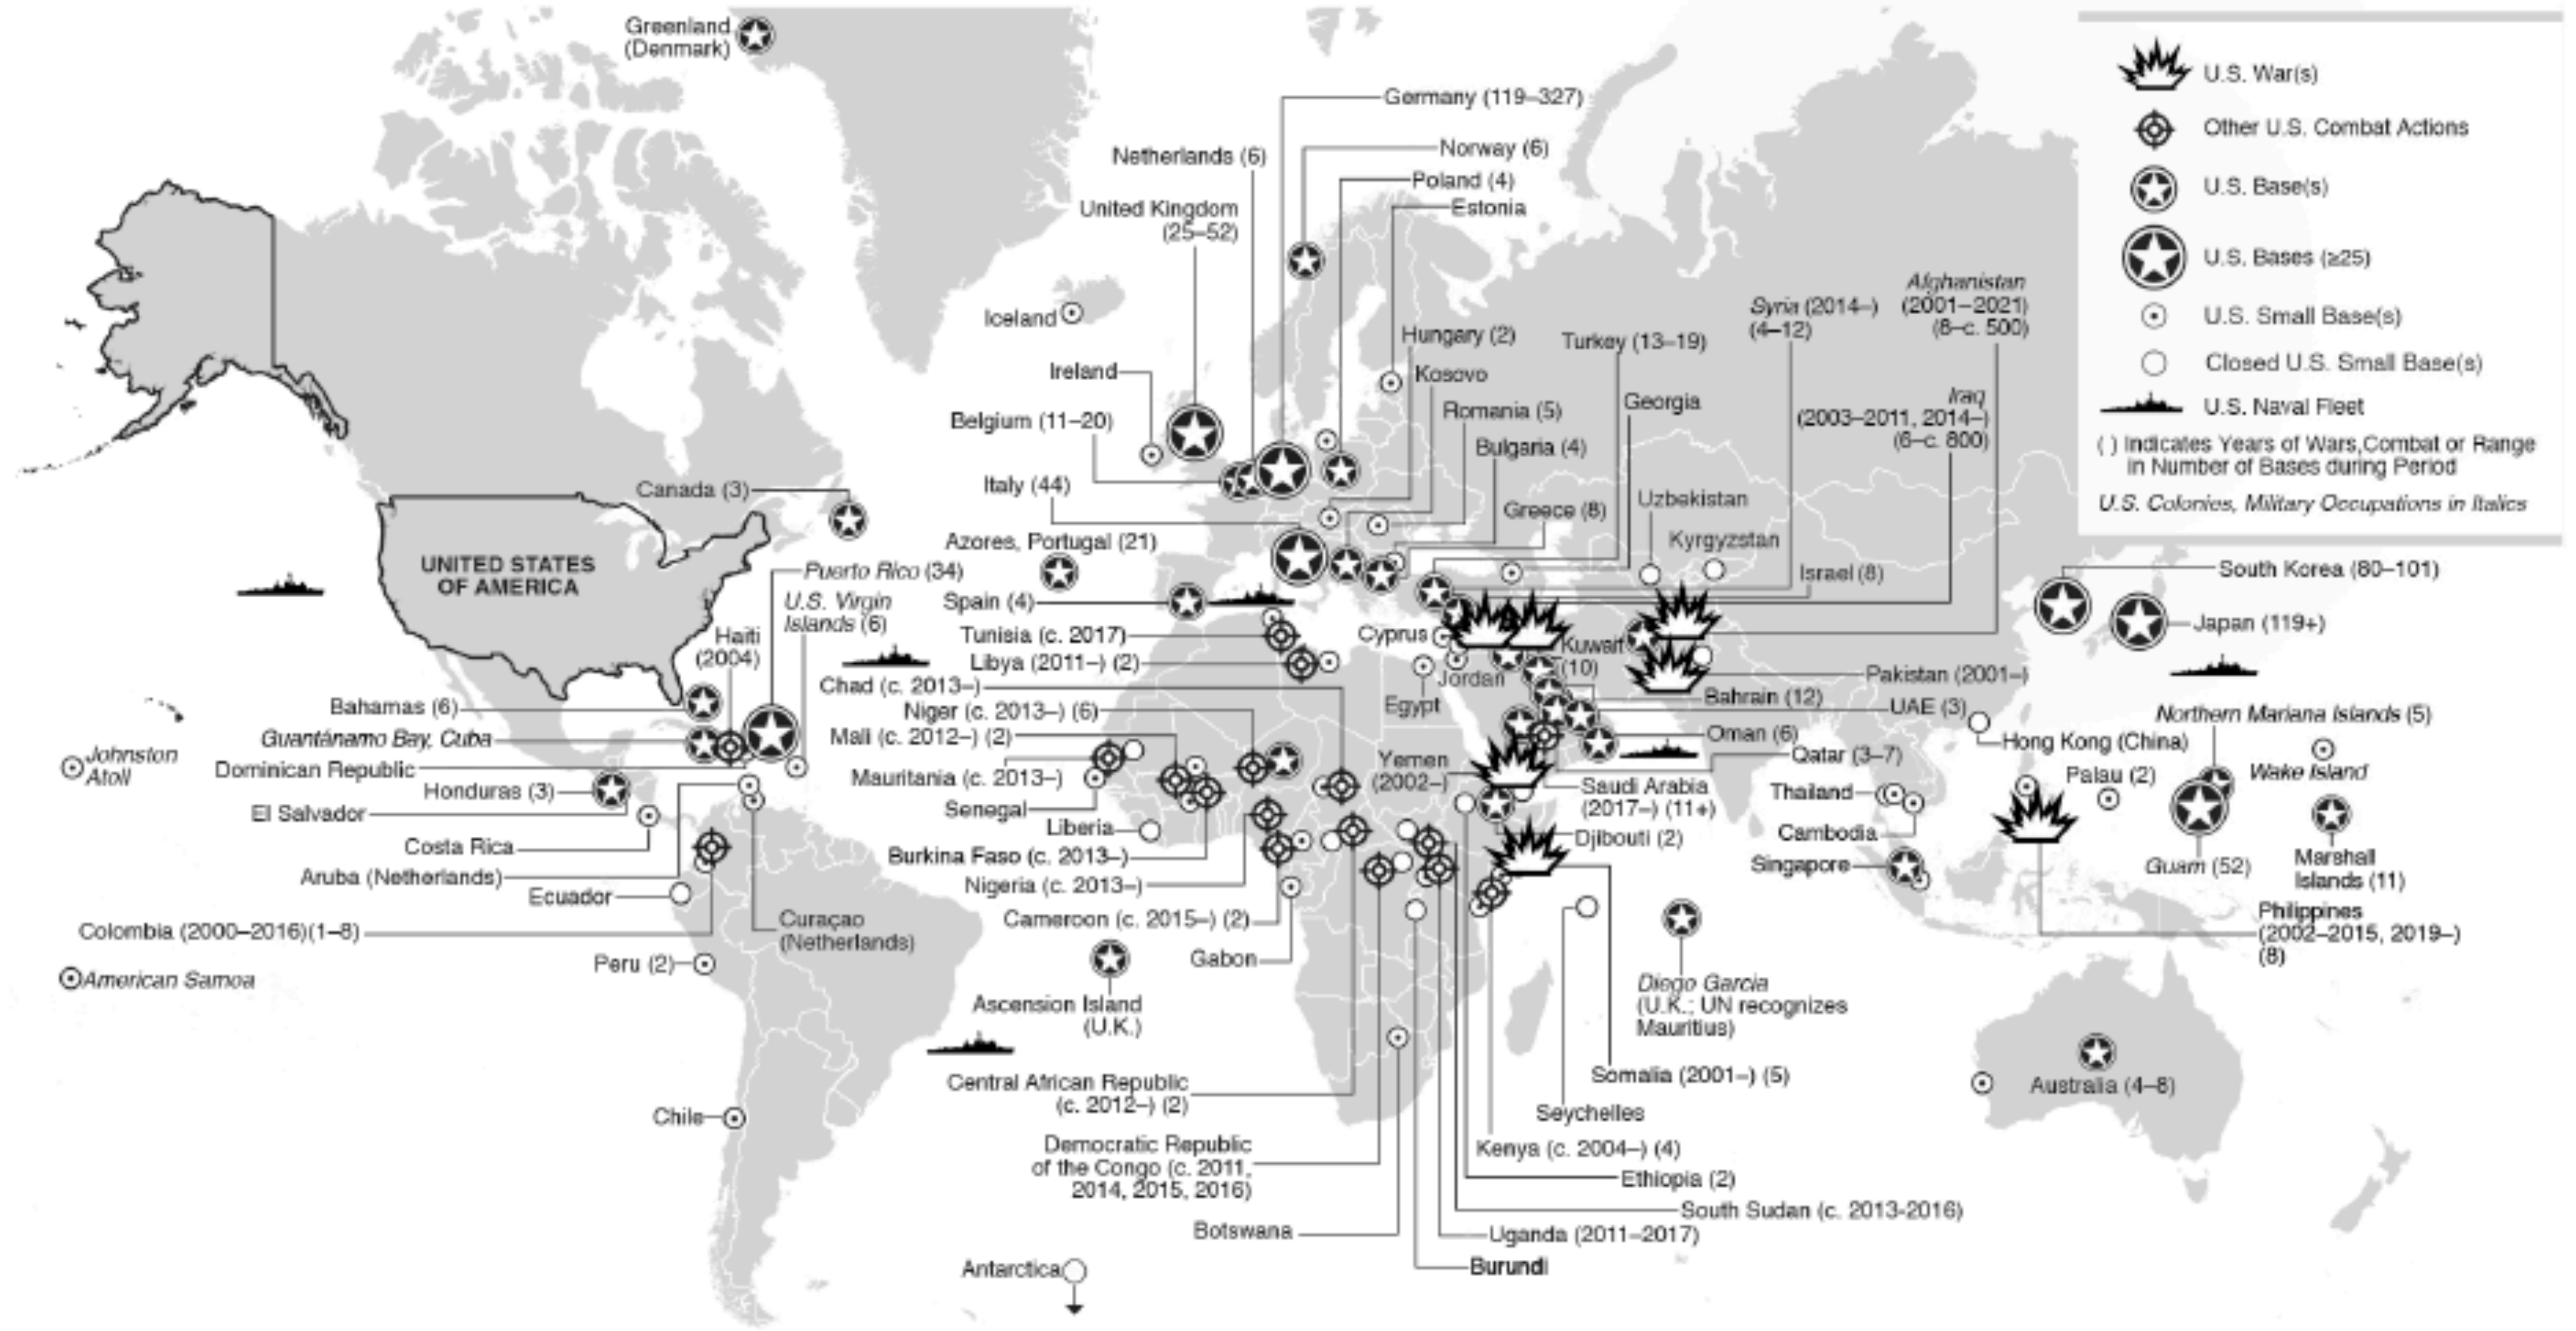 Greenland
(Denmark)
Germany (119–327)
Netherlands (6)
Norway (6)
Poland (4)
United Kingdom
(25–52)
Estonia
Iceland
Ireland
Belgium (11–20)
Italy (44)
Hungary (2)
Kosovo
Romania (5)
Bulgaria (4)
Greece (8)
Turkey (13–19)
Georgia
Syria (2014–)
(4–12)
Afghanistan
(2001–2021)
(8–c. 500)
Iraq
(2003–2011, 2014–)
(6–c. 800)
Uzbekistan
Kyrgyzstan
Israel (8)
U.S. War(s)
Other U.S. Combat Actions
U.S. Base(s)
U.S. Bases (≥25)
U.S. Small Base(s)
Closed U.S. Small Base(s)
U.S. Naval Fleet
( ) Indicates Years of Wars,Combat or Range
in Number of Bases during Period
U.S. Colonies, Military Occupations in Italics
Canada (3)
UNITED STATES
OF AMERICA
Azores, Portugal (21)
Puerto Rico (34)
U.S. Virgin
Islands (6)
Haiti
(2004)
Spain (4)
Tunisia (c. 2017)
Libya (2011–) (2)
Chad (c. 2013–)
Niger (c. 2013–) (6)
Mali (c. 2012–) (2)
Mauritania (c. 2013–)
Senegal
Liberia
Burkina Faso (c. 2013–)
Nigeria (c. 2013–)
Cameroon (c. 2015–) (2)
Gabon
Cyprus
Jordan
Egypt
Kuwait
(10)
Yemen
(2002–)
South Korea (80–101)
Japan (119+)
Pakistan (2001–)
Bahrain (12)
UAE (3)
Oman (6)
Qatar (3–7)
Saudi Arabia
(2017–) (11+)
Djibouti (2)
Hong Kong (China)
Northern Mariana Islands (5)
Palau (2)
Wake Island
Thailand
Cambodia
Singapore
Guam (52)
Marshall
Islands (11)
Philippines
(2002–2015, 2019–)
(8)
Bahamas (6)
Guantánamo Bay, Cuba
Dominican Republic
Johnston
Atoll
Honduras (3)
El Salvador
Costa Rica
Aruba (Netherlands)
Ecuador
Colombia (2000–2016)(1–8)
Curaçao
(Netherlands)
Peru (2)
American Samoa
Chile
Ascension Island
(U.K.)
Diego Garcia
(U.K.; UN recognizes
Mauritius)
Somalia (2001–) (5)
Seychelles
Australia (4–8)
Central African Republic
(c. 2012–) (2)
Democratic Republic
of the Congo (c. 2011,
2014, 2015, 2016)
Kenya (c. 2004–) (4)
Ethiopia (2)
South Sudan (c. 2013-2016)
Uganda (2011–2017)
Burundi
Botswana
Antarctica